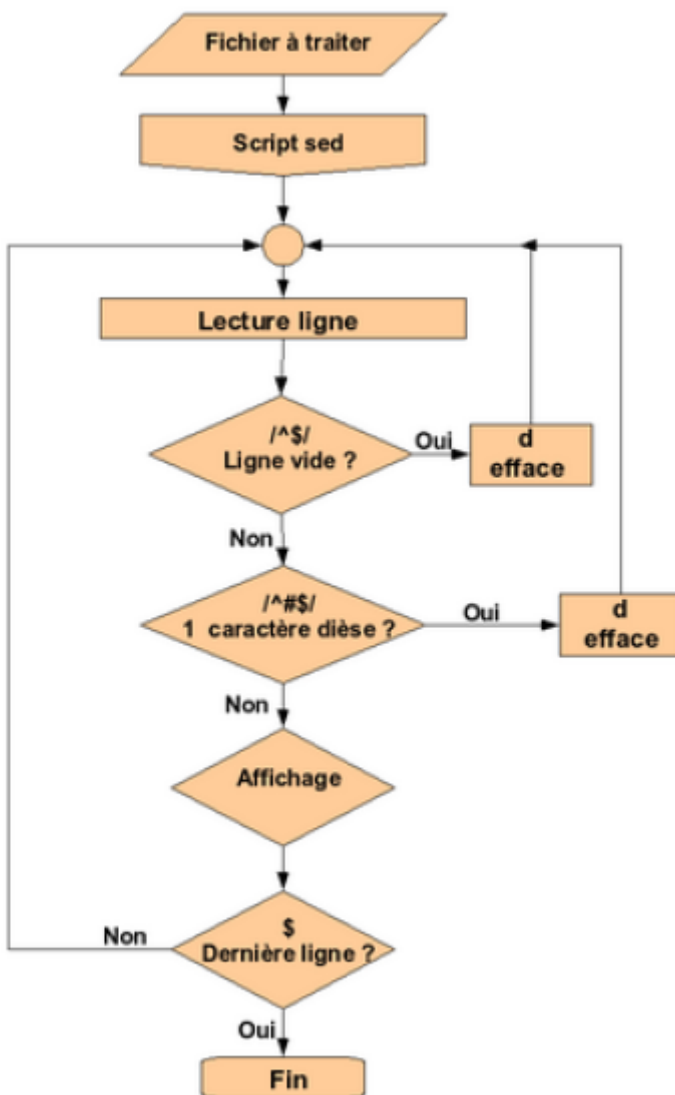 Fichier à traiter
Script sed
Lecture ligne
/^$/
Ligne vide ?
Oui
d
efface
Non
/^#$/
1 caractère dièse ?
Oui
d
efface
Non
Affichage
$
Dernière ligne ?
Non
Oui
Fin